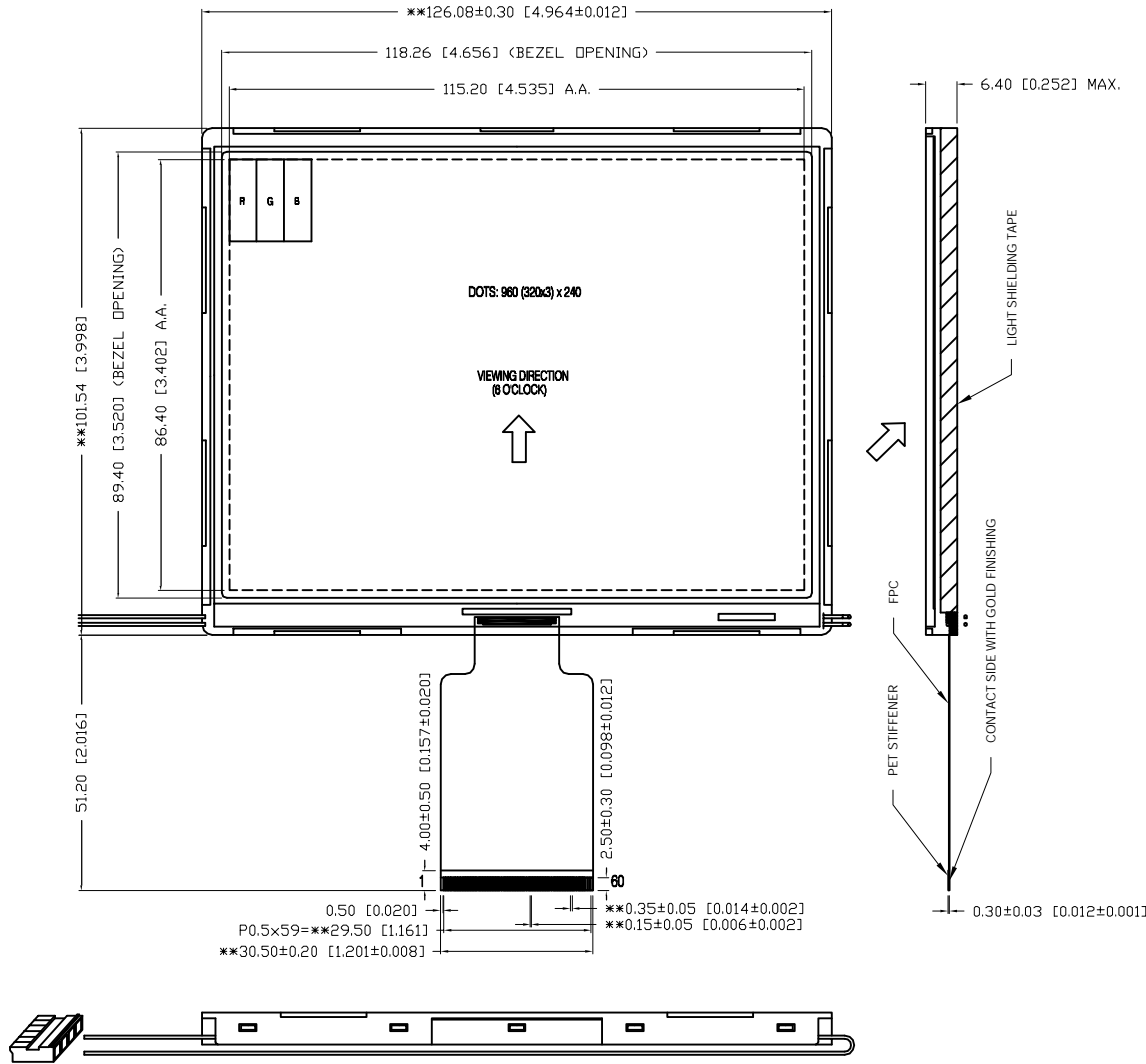 **126.08±0.30 [4.964±0.012]
118.26 [4.656] (BEZEL OPENING)
115.20 [4.535] A.A.
6.40 [0.252] MAX.
R G B
DOTS: 960 (320x3) x 240
VIEWING DIRECTION
(6 O'CLOCK)
**101.54 [3.998]
89.40 [3.520] (BEZEL OPENING)
86.40 [3.402] A.A.
LIGHT SHIELDING TAPE
51.20 [2.016]
4.00±0.50 [0.157±0.020]
2.50±0.30 [0.098±0.012]
PET STIFFENER
FPC
CONTACT SIDE WITH GOLD FINISHING
1
60
0.50 [0.020]
**0.35±0.05 [0.014±0.002]
P0.5x59=**29.50 [1.161]
**0.15±0.05 [0.006±0.002]
**30.50±0.20 [1.201±0.008]
0.30±0.03 [0.012±0.001]